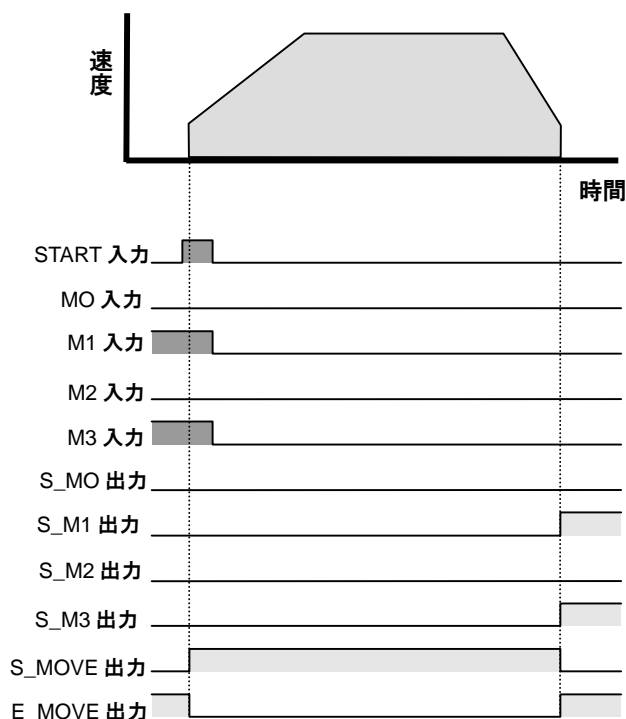 速度
時間
START 入力
MO 入力
M1 入力
M2 入力
M3 入力
S_MO 出力
S_M1 出力
S_M2 出力
S_M3 出力
S_MOVE 出力
E_MOVE 出力